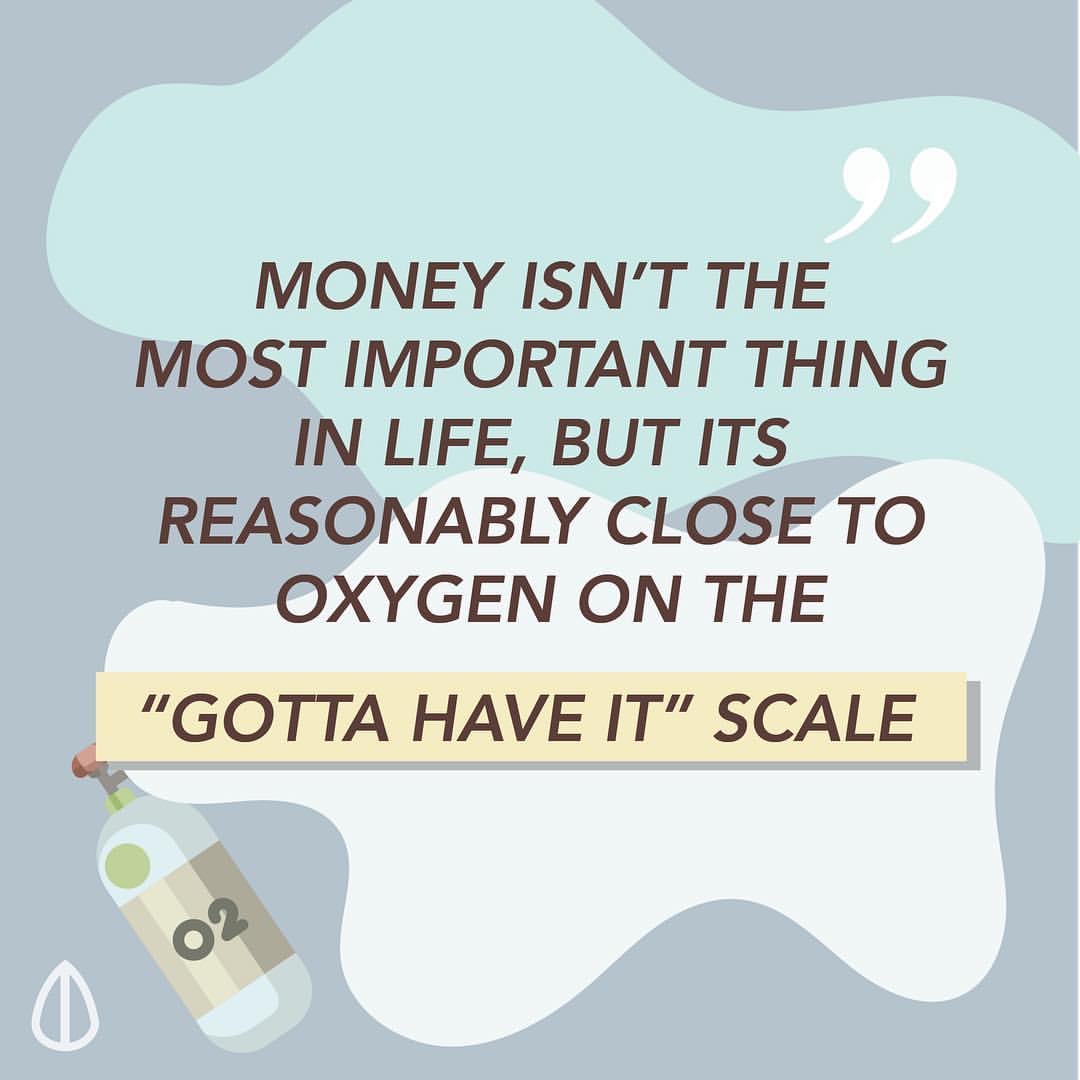 ”
MONEY ISN’T THE
MOST IMPORTANT THING
IN LIFE, BUT ITS
REASONABLY CLOSE TO
OXYGEN ON THE
“GOTTA HAVE IT” SCALE
O2